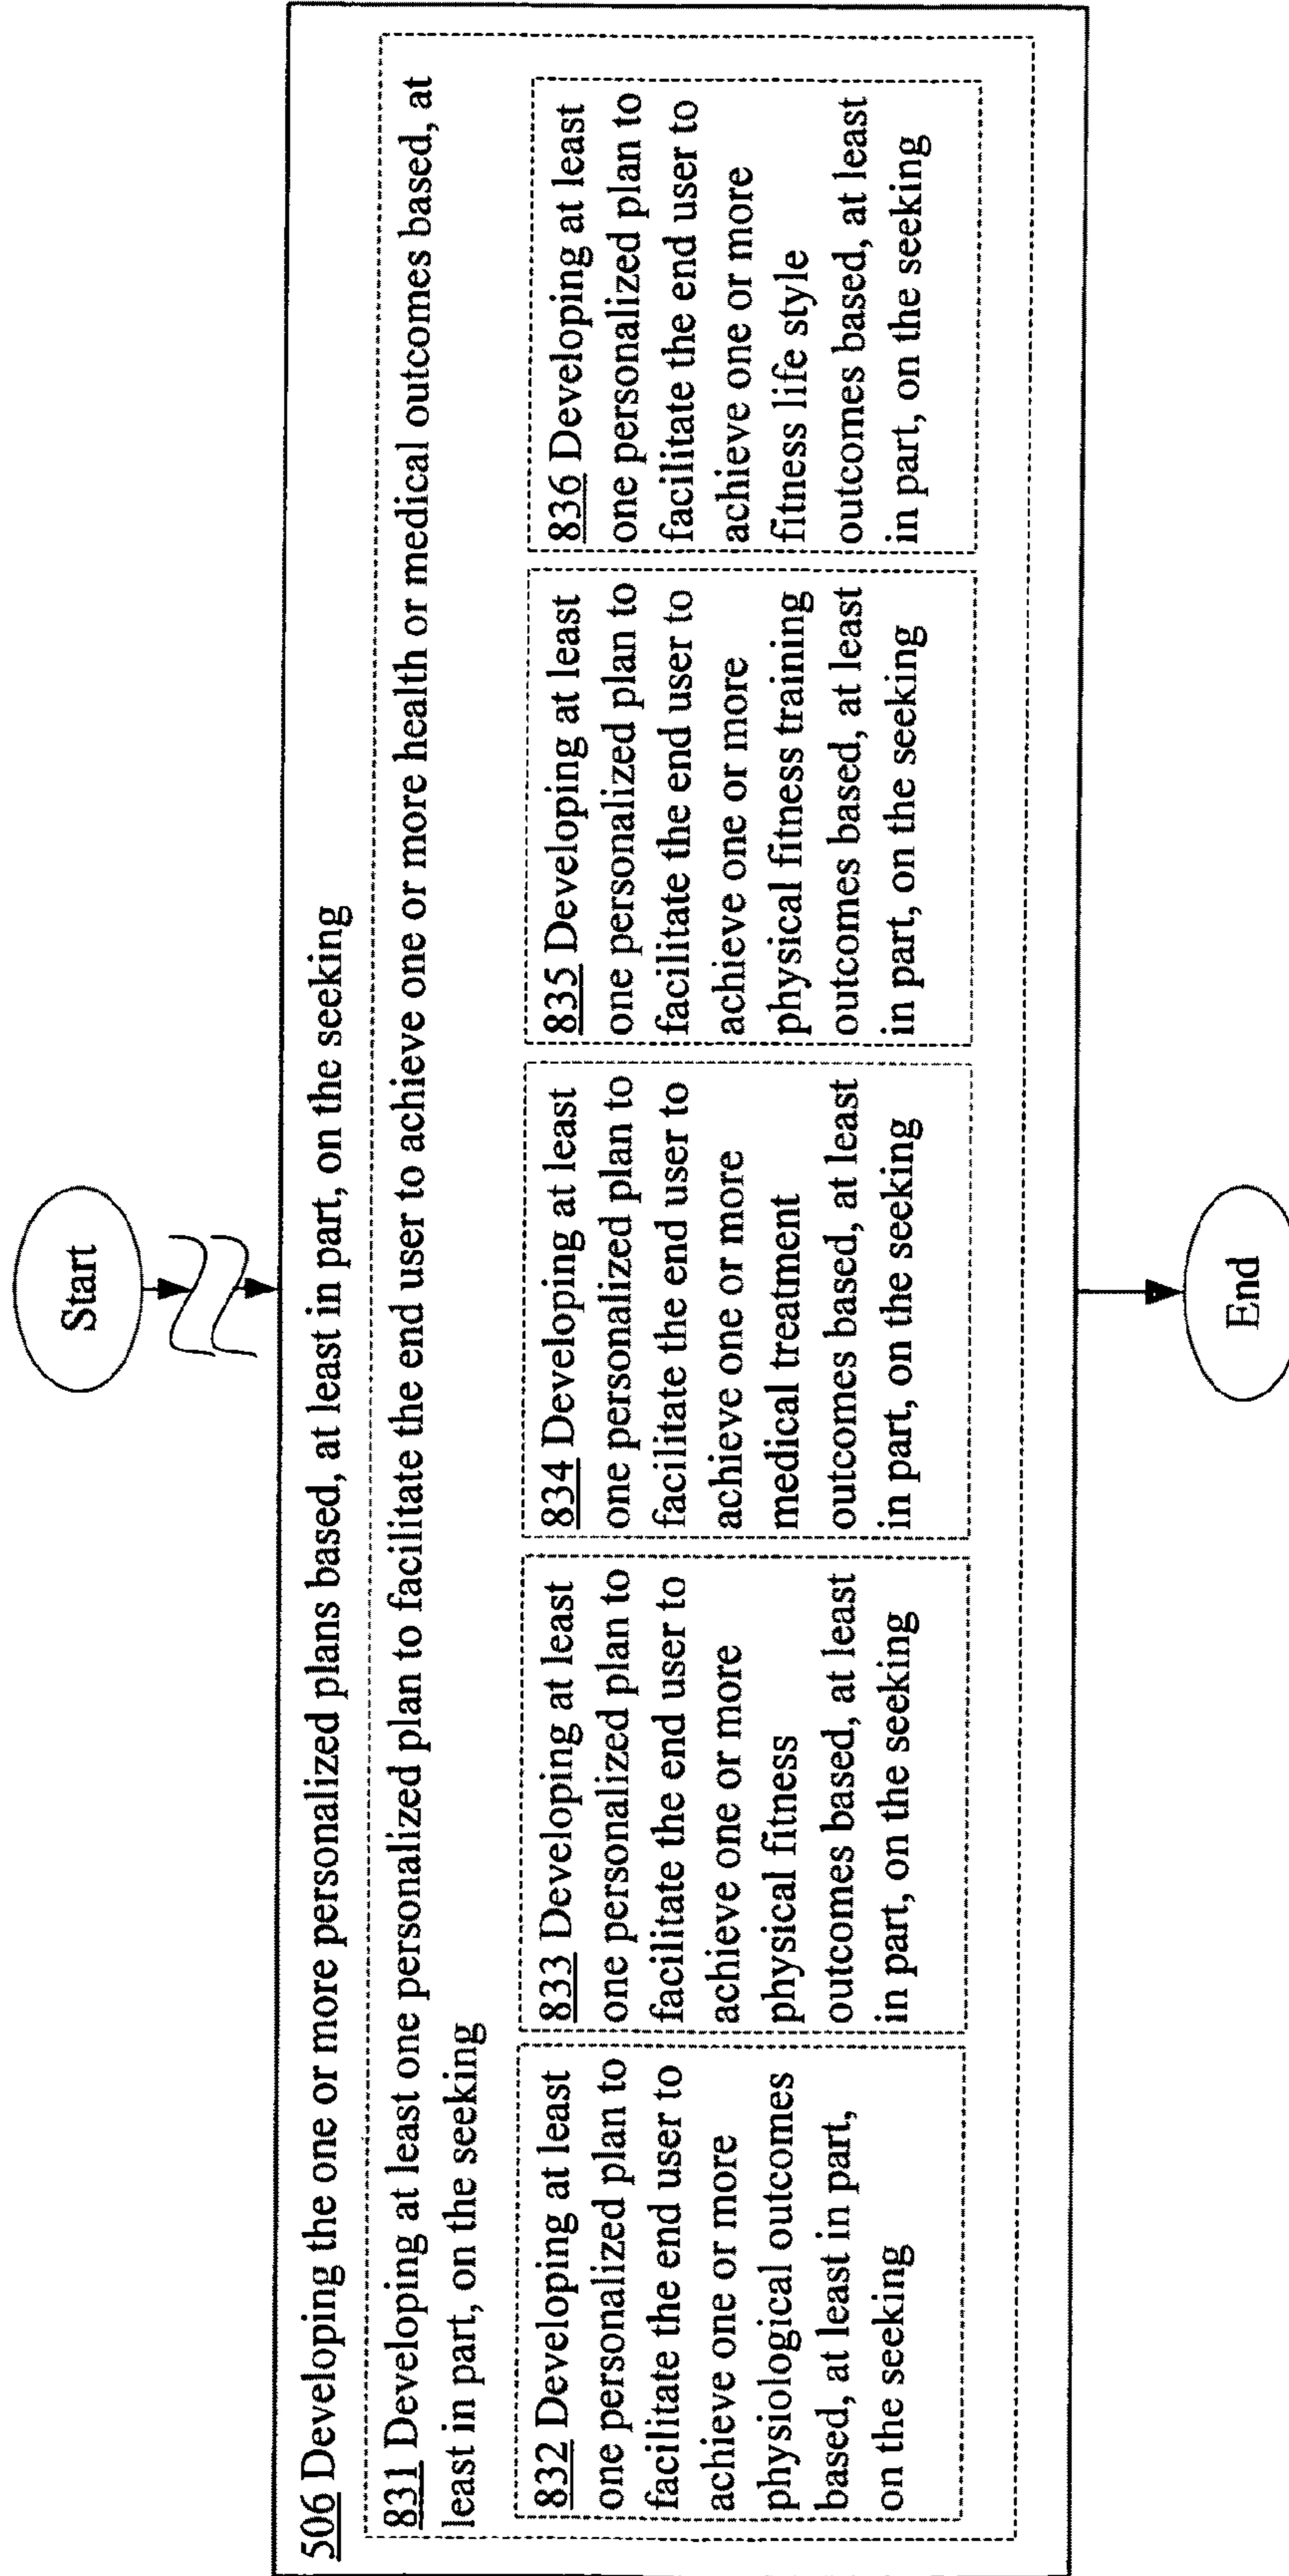 Start
506 Developing the one or more personalized plans based, at least in part, on the seeking
831 Developing at least one personalized plan to facilitate the end user to achieve one or more health or medical outcomes based, at
least in part, on the seeking
832 Developing at least
one personalized plan to
facilitate the end user to
achieve one or more
physiological outcomes
based, at least in part,
on the seeking
833 Developing at least
one personalized plan to
facilitate the end user to
achieve one or more
physical fitness
outcomes based, at least
in part, on the seeking
834 Developing at least
one personalized plan to
facilitate the end user to
achieve one or more
medical treatment
outcomes based, at least
in part, on the seeking
835 Developing at least
one personalized plan to
facilitate the end user to
achieve one or more
physical fitness training
outcomes based, at least
in part, on the seeking
836 Developing at least
one personalized plan to
facilitate the end user to
achieve one or more
fitness life style
outcomes based, at least
in part, on the seeking
End